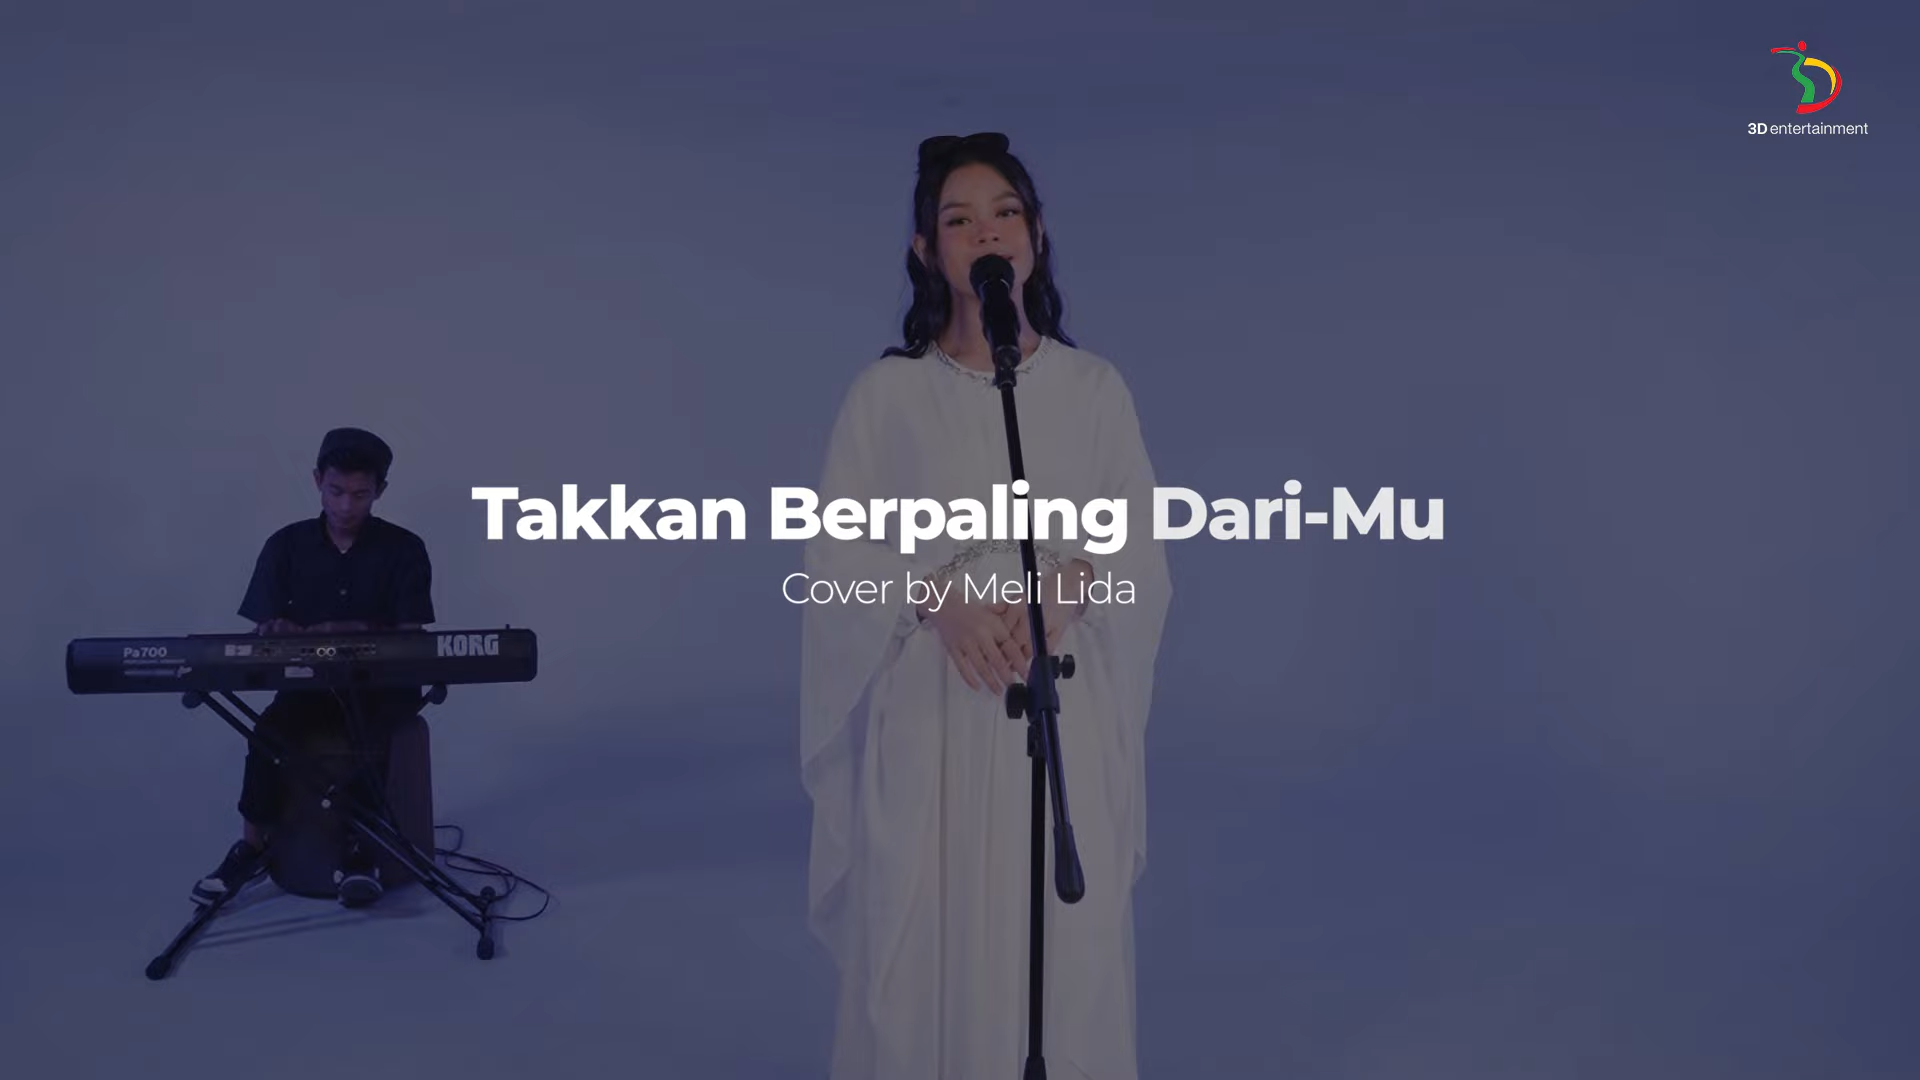 3D entertainment
Takkan Berpaling Dari-Mu
Cover by Meli Lida
Pa700
KORG